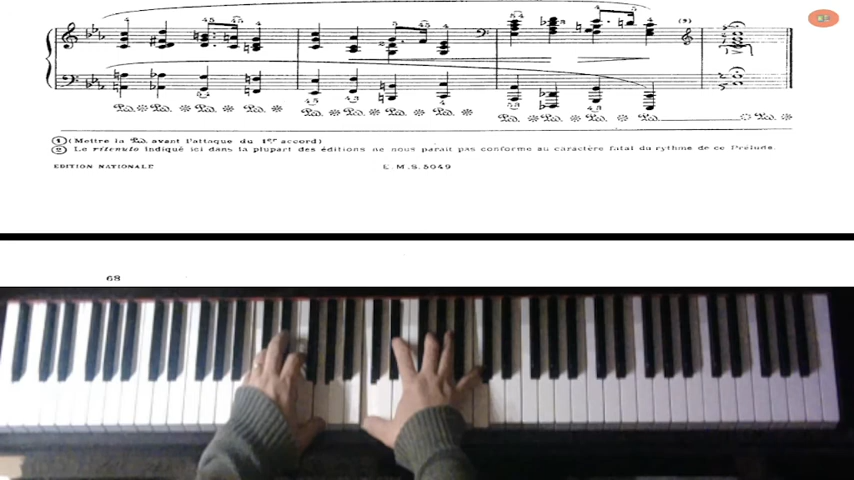 ① (Mettre la Ped. avant l'attaque du 1er accord)
② Le ritenuto indiqué ici dans la plupart des éditions ne nous paraît pas conforme au caractère fatal du rythme de ce Prélude.
EDITION NATIONALE E.M.S. 5049
68